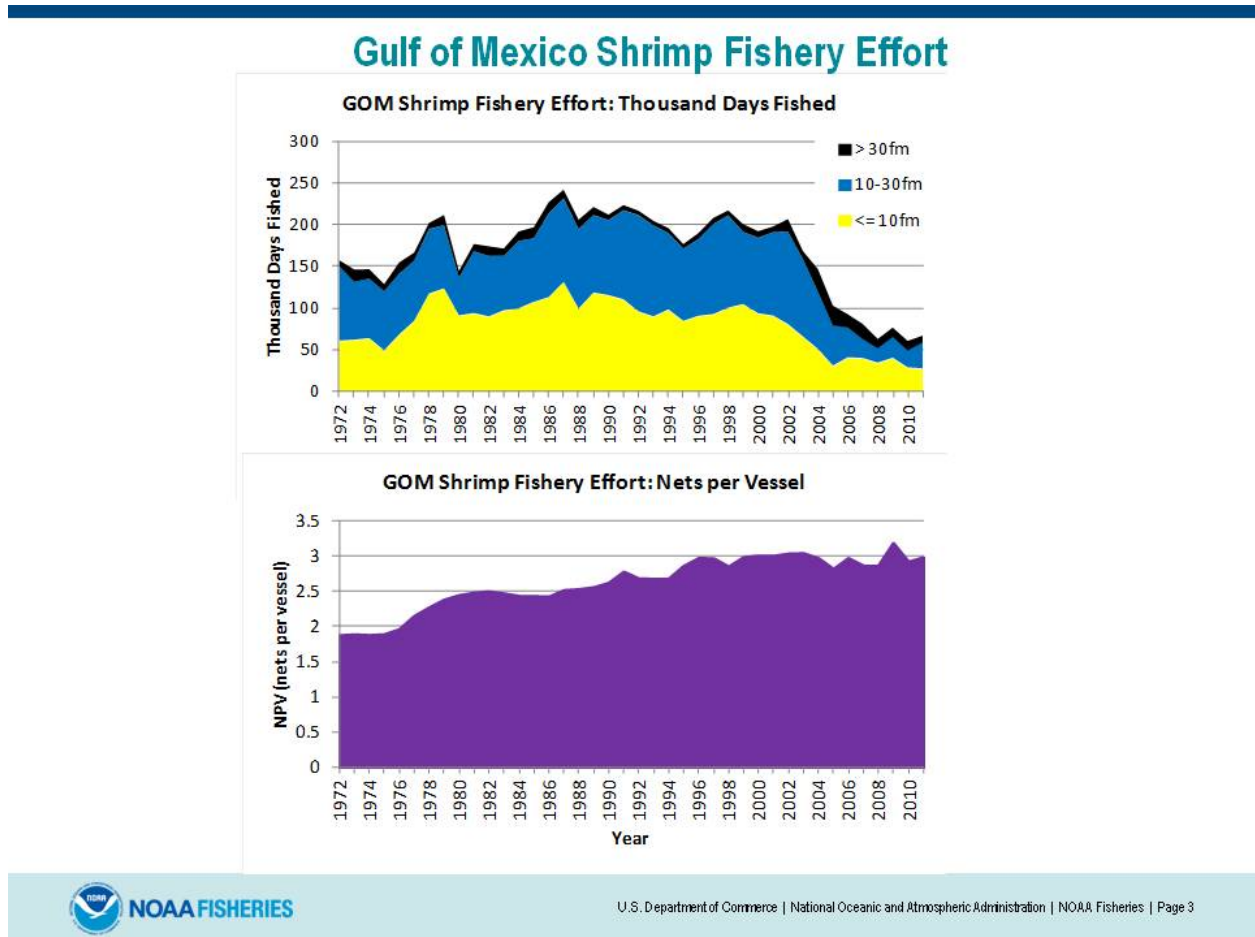 Gulf of Mexico Shrimp Fishery Effort
GOM Shrimp Fishery Effort: Thousand Days Fished
Thousand Days Fished
300
250
200
150
100
50
0
> 30fm
10-30fm
<= 10fm
1972 1974 1976 1978 1980 1982 1984 1986 1988 1990 1992 1994 1996 1998 2000 2002 2004 2006 2008 2010
GOM Shrimp Fishery Effort: Nets per Vessel
NPV (nets per vessel)
3.5
3
2.5
2
1.5
1
0.5
0
1972 1974 1976 1978 1980 1982 1984 1986 1988 1990 1992 1994 1996 1998 2000 2002 2004 2006 2008 2010
Year
NOAA
NOAA FISHERIES
U.S. Department of Commerce | National Oceanic and Atmospheric Administration | NOAA Fisheries | Page 3